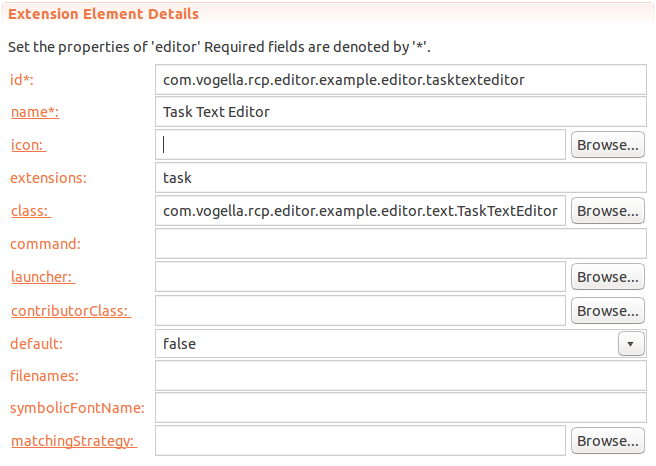 Extension Element Details
Set the properties of 'editor' Required fields are denoted by '*'.
id*: com.vogella.rcp.editor.example.editor.tasktexteditor
name*: Task Text Editor
icon: Browse...
extensions: task
class: com.vogella.rcp.editor.example.editor.text.TaskTextEditor Browse...
command:
launcher: Browse...
contributorClass: Browse...
default: false
filenames:
symbolicFontName:
matchingStrategy: Browse...